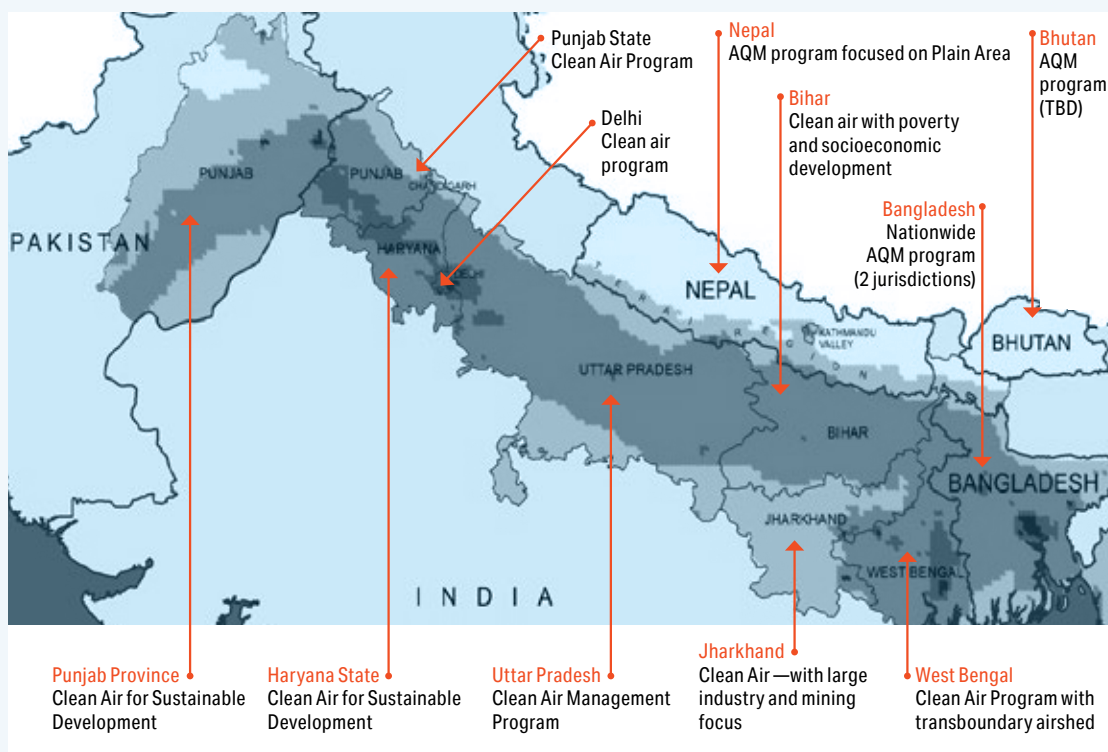 Punjab State
Clean Air Program
Delhi
Clean air
program
Nepal
AQM program focused on Plain Area
Bihar
Clean air with poverty
and socioeconomic
development
Bhutan
AQM
program
(TBD)
Bangladesh
Nationwide
AQM program
(2 jurisdictions)
PAKISTAN
PUNJAB
PUNJAB
CHANDIGARH
HARYANA
DELHI
NEPAL
TERAI REGION
KATHMANDU
VALLEY
BHUTAN
UTTAR PRADESH
BIHAR
BANGLADESH
JHARKHAND
WEST BENGAL
INDIA
Punjab Province
Clean Air for Sustainable
Development
Haryana State
Clean Air for Sustainable
Development
Uttar Pradesh
Clean Air Management
Program
Jharkhand
Clean Air —with large
industry and mining
focus
West Bengal
Clean Air Program with
transboundary airshed